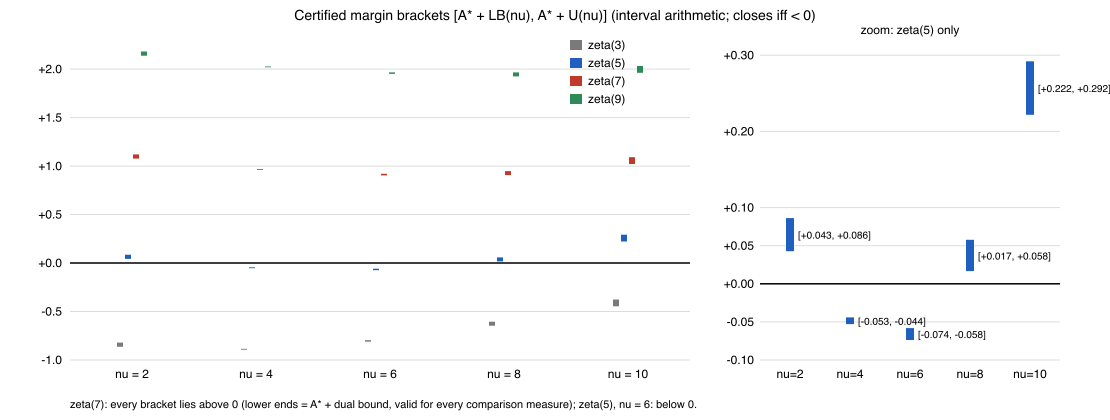 Certified margin brackets [A* + LB(nu), A* + U(nu)] (interval arithmetic; closes iff < 0)
zeta(3)
zeta(5)
zeta(7)
zeta(9)
+2.0
+1.5
+1.0
+0.5
+0.0
-0.5
-1.0
nu = 2
nu = 4
nu = 6
nu = 8
nu = 10
zoom: zeta(5) only
+0.30
+0.20
+0.10
+0.05
+0.00
-0.05
-0.10
[+0.222, +0.292]
[+0.043, +0.086]
[+0.017, +0.058]
[-0.053, -0.044]
[-0.074, -0.058]
nu=2
nu=4
nu=6
nu=8
nu=10
zeta(7): every bracket lies above 0 (lower ends = A* + dual bound, valid for every comparison measure); zeta(5), nu = 6: below 0.